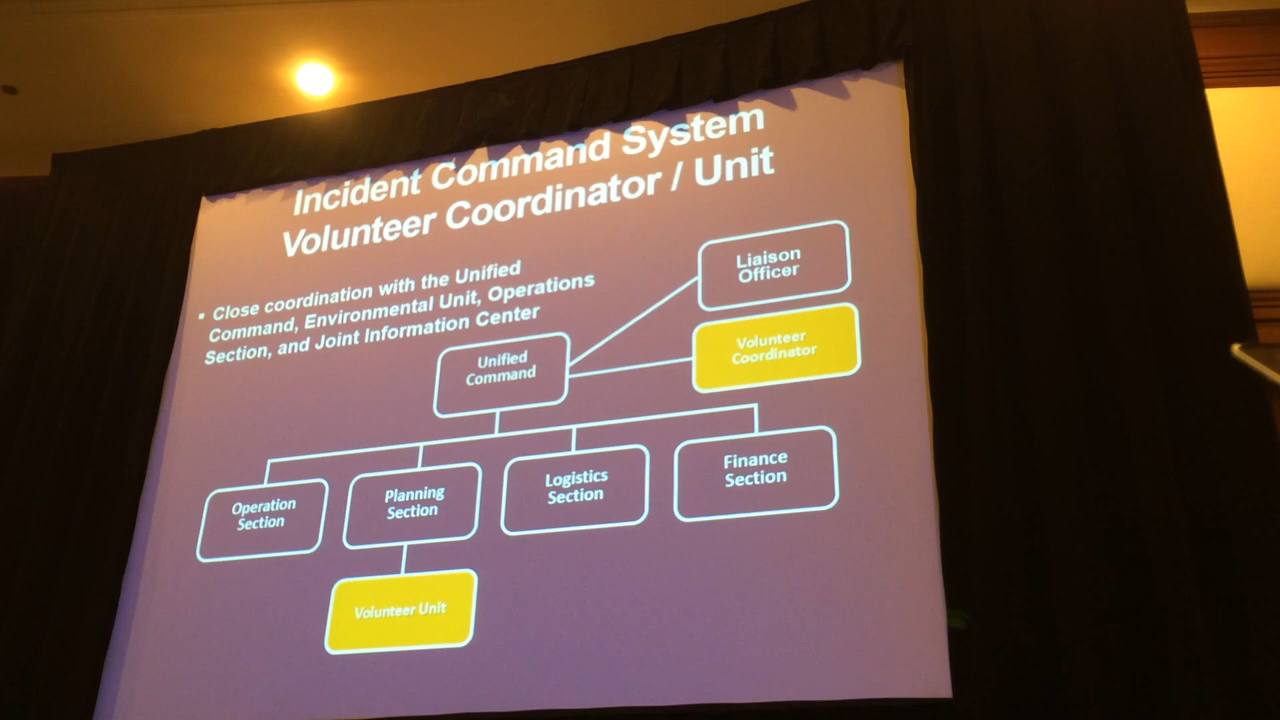 Incident Command System
Volunteer Coordinator / Unit
▪ Close coordination with the Unified
Command, Environmental Unit, Operations
Section, and Joint Information Center
Liaison
Officer
Volunteer
Coordinator
Unified
Command
Operation
Section
Planning
Section
Logistics
Section
Finance
Section
Volunteer Unit